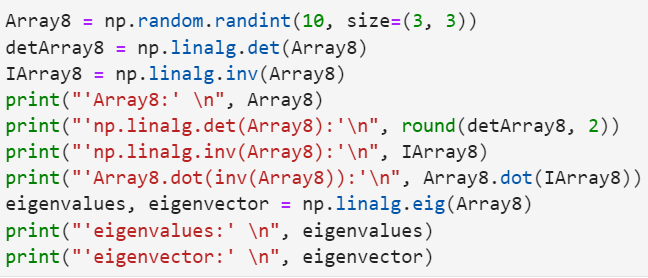 Array8 = np.random.randint(10, size=(3, 3))
detArray8 = np.linalg.det(Array8)
IArray8 = np.linalg.inv(Array8)
print("'Array8:' \n", Array8)
print("'np.linalg.det(Array8):'\n", round(detArray8, 2))
print("'np.linalg.inv(Array8):'\n", IArray8)
print("'Array8.dot(inv(Array8)):'\n", Array8.dot(IArray8))
eigenvalues, eigenvector = np.linalg.eig(Array8)
print("'eigenvalues:' \n", eigenvalues)
print("'eigenvector:' \n", eigenvector)